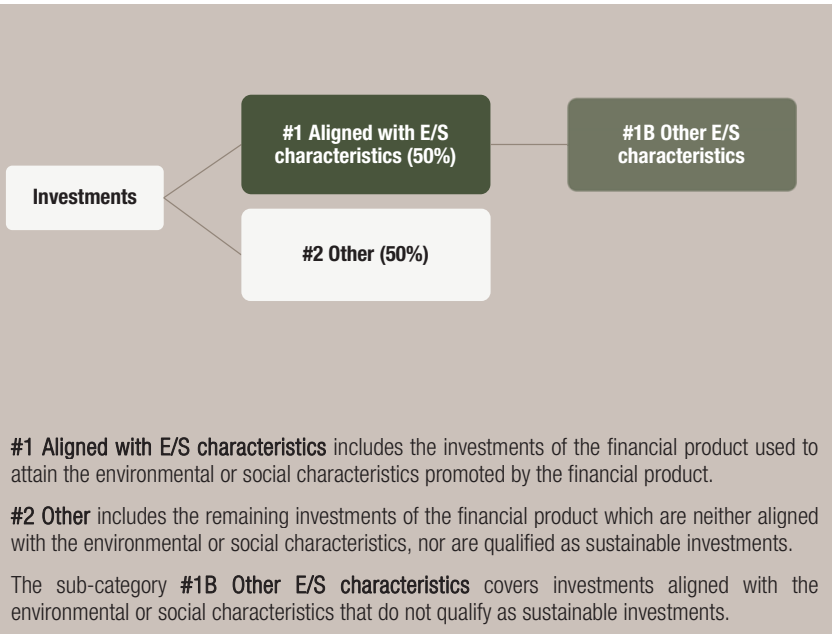 #1 Aligned with E/S
characteristics (50%)
#1B Other E/S
characteristics
Investments
#2 Other (50%)
#1 Aligned with E/S characteristics includes the investments of the financial product used to
attain the environmental or social characteristics promoted by the financial product.
#2 Other includes the remaining investments of the financial product which are neither aligned
with the environmental or social characteristics, nor are qualified as sustainable investments.
The sub-category #1B Other E/S characteristics covers investments aligned with the
environmental or social characteristics that do not qualify as sustainable investments.